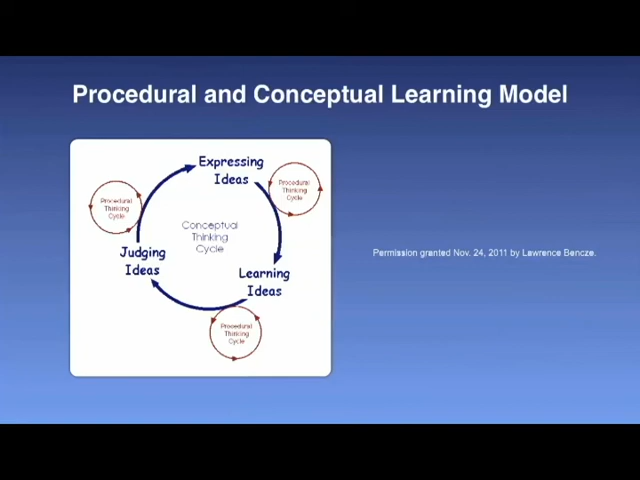 Procedural and Conceptual Learning Model
Expressing
Ideas
Procedural
Thinking
Cycle
Procedural
Thinking
Cycle
Conceptual
Thinking
Cycle
Judging
Ideas
Learning
Ideas
Procedural
Thinking
Cycle
Permission granted Nov. 24, 2011 by Lawrence Bencze.